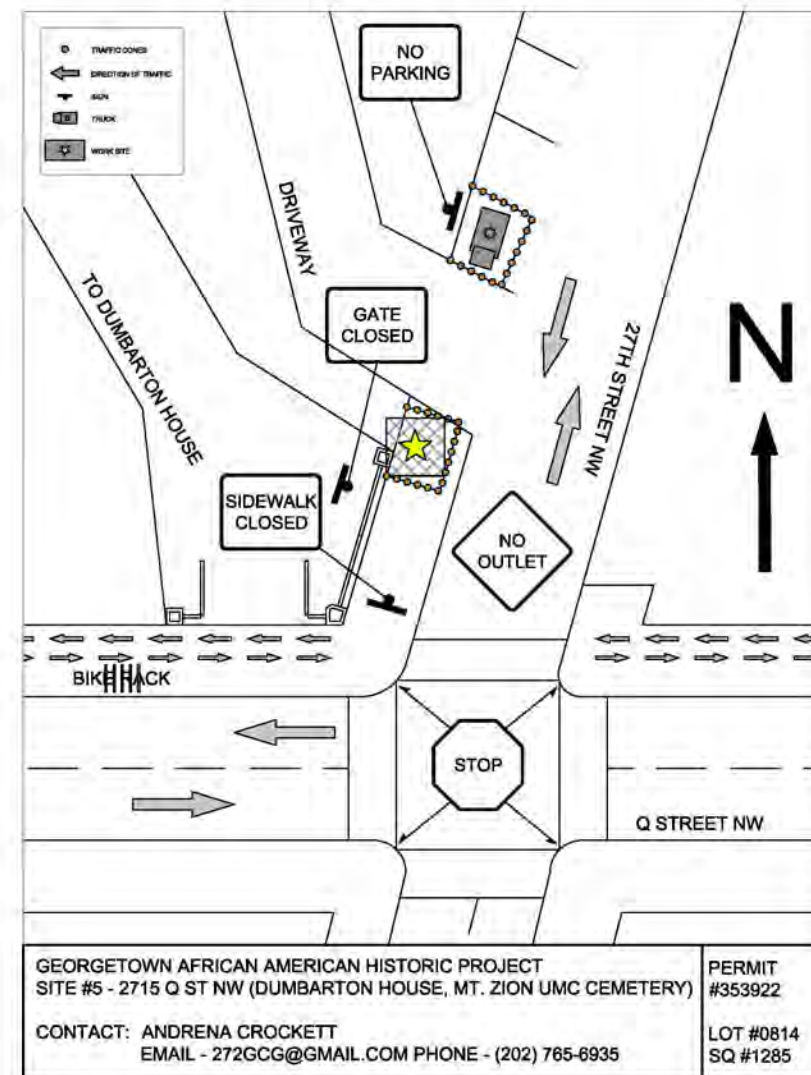 TRAFFIC CONES
DIRECTION OF TRAFFIC
SIGN
TRUCK
WORK SITE
NO
PARKING
DRIVEWAY
TO DUMBARTON HOUSE
GATE
CLOSED
27TH STREET NW
N
SIDEWALK
CLOSED
NO
OUTLET
BIKE RACK
STOP
Q STREET NW
GEORGETOWN AFRICAN AMERICAN HISTORIC PROJECT
SITE #5 - 2715 Q ST NW (DUMBARTON HOUSE, MT. ZION UMC CEMETERY)
CONTACT: ANDRENA CROCKETT
EMAIL - 272GCG@GMAIL.COM PHONE - (202) 765-6935
PERMIT
#353922
LOT #0814
SQ #1285